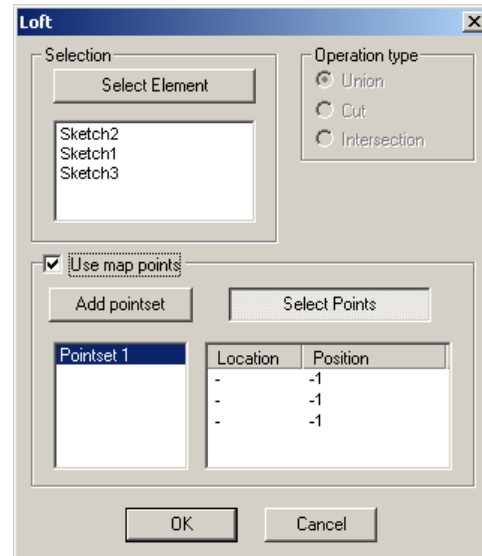 Loft
Selection
Select Element
Sketch2
Sketch1
Sketch3
Operation type
Union
Cut
Intersection
Use map points
Add pointset
Select Points
Pointset 1
Location Position
- -1
- -1
- -1
OK
Cancel